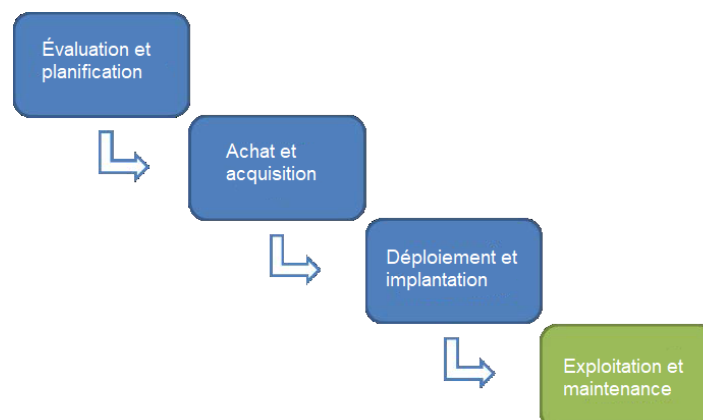 Évaluation et
planification
Achat et
acquisition
Déploiement et
implantation
Exploitation et
maintenance